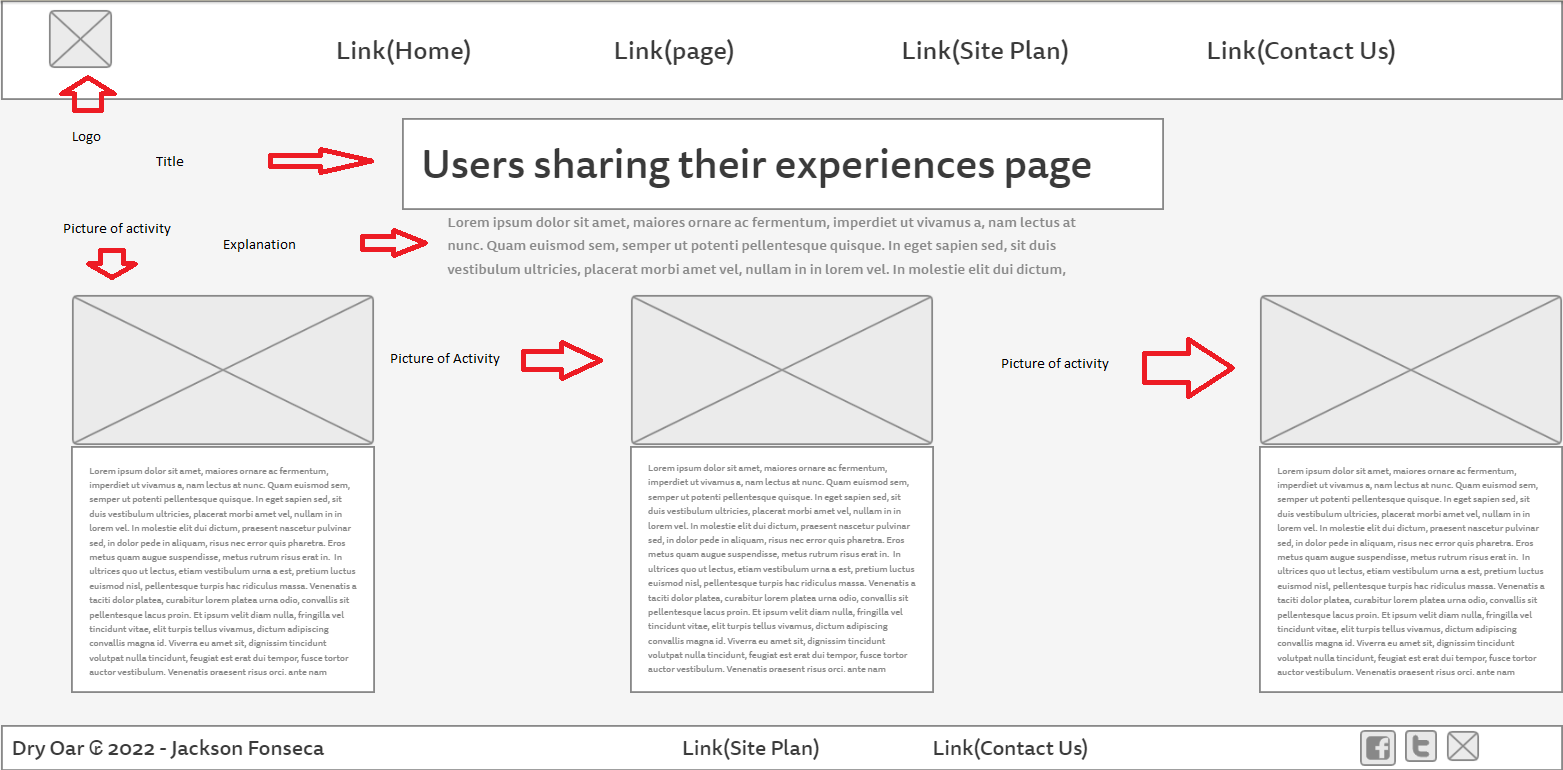 Link(Home) Link(page) Link(Site Plan) Link(Contact Us)
Logo
Title
Users sharing their experiences page
Picture of activity
Explanation
Lorem ipsum dolor sit amet, maiores ornare ac fermentum, imperdiet ut vivamus a, nam lectus at
nunc. Quam euismod sem, semper ut potenti pellentesque quisque. In eget sapien sed, sit duis
vestibulum ultricies, placerat morbi amet vel, nullam in in lorem vel. In molestie elit dui dictum,
Picture of Activity
Picture of activity
Lorem ipsum dolor sit amet, maiores ornare ac fermentum,
imperdiet ut vivamus a, nam lectus at nunc. Quam euismod sem,
semper ut potenti pellentesque quisque. In eget sapien sed, sit
duis vestibulum ultricies, placerat morbi amet vel, nullam in in
lorem vel. In molestie elit dui dictum, praesent nascetur pulvinar
sed, in dolor pede in aliquam, risus nec error quis pharetra. Eros
metus quam augue suspendisse, metus rutrum risus erat in. In
ultrices quo ut lectus, etiam vestibulum urna a est, pretium luctus
euismod nisl, pellentesque turpis hac ridiculus massa. Venenatis a
taciti dolor platea, curabitur lorem platea urna odio, convallis sit
pellentesque lacus proin. Et ipsum velit diam nulla, fringilla vel
tincidunt vitae, elit turpis tellus vivamus, dictum adipiscing
convallis magna id. Viverra eu amet sit, dignissim tincidunt
volutpat nulla tincidunt, feugiat est erat dui tempor, fusce tortor
auctor vestibulum. Venenatis praesent risus orci, ante nam
Lorem ipsum dolor sit amet, maiores ornare ac fermentum,
imperdiet ut vivamus a, nam lectus at nunc. Quam euismod sem,
semper ut potenti pellentesque quisque. In eget sapien sed, sit
duis vestibulum ultricies, placerat morbi amet vel, nullam in in
lorem vel. In molestie elit dui dictum, praesent nascetur pulvinar
sed, in dolor pede in aliquam, risus nec error quis pharetra. Eros
metus quam augue suspendisse, metus rutrum risus erat in. In
ultrices quo ut lectus, etiam vestibulum urna a est, pretium luctus
euismod nisl, pellentesque turpis hac ridiculus massa. Venenatis a
taciti dolor platea, curabitur lorem platea urna odio, convallis sit
pellentesque lacus proin. Et ipsum velit diam nulla, fringilla vel
tincidunt vitae, elit turpis tellus vivamus, dictum adipiscing
convallis magna id. Viverra eu amet sit, dignissim tincidunt
volutpat nulla tincidunt, feugiat est erat dui tempor, fusce tortor
auctor vestibulum. Venenatis praesent risus orci, ante nam
Lorem ipsum dolor sit amet, maiores ornare ac fermentum,
imperdiet ut vivamus a, nam lectus at nunc. Quam euismod sem,
semper ut potenti pellentesque quisque. In eget sapien sed, sit
duis vestibulum ultricies, placerat morbi amet vel, nullam in in
lorem vel. In molestie elit dui dictum, praesent nascetur pulvinar
sed, in dolor pede in aliquam, risus nec error quis pharetra. Eros
metus quam augue suspendisse, metus rutrum risus erat in. In
ultrices quo ut lectus, etiam vestibulum urna a est, pretium luctus
euismod nisl, pellentesque turpis hac ridiculus massa. Venenatis a
taciti dolor platea, curabitur lorem platea urna odio, convallis sit
pellentesque lacus proin. Et ipsum velit diam nulla, fringilla vel
tincidunt vitae, elit turpis tellus vivamus, dictum adipiscing
convallis magna id. Viverra eu amet sit, dignissim tincidunt
volutpat nulla tincidunt, feugiat est erat dui tempor, fusce tortor
auctor vestibulum. Venenatis praesent risus orci, ante nam
Dry Oar ₢ 2022 - Jackson Fonseca Link(Site Plan) Link(Contact Us)